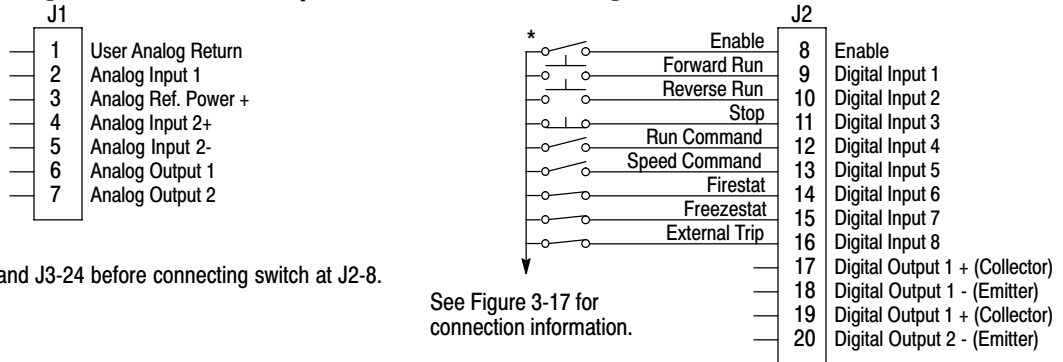 J1
1 User Analog Return
2 Analog Input 1
3 Analog Ref. Power +
4 Analog Input 2+
5 Analog Input 2-
6 Analog Output 1
7 Analog Output 2
and J3-24 before connecting switch at J2-8.
J2
*
Enable 8 Enable
Forward Run 9 Digital Input 1
Reverse Run 10 Digital Input 2
Stop 11 Digital Input 3
Run Command 12 Digital Input 4
Speed Command 13 Digital Input 5
Firestat 14 Digital Input 6
Freezestat 15 Digital Input 7
External Trip 16 Digital Input 8
17 Digital Output 1 + (Collector)
18 Digital Output 1 - (Emitter)
19 Digital Output 1 + (Collector)
20 Digital Output 2 - (Emitter)
See Figure 3-17 for
connection information.